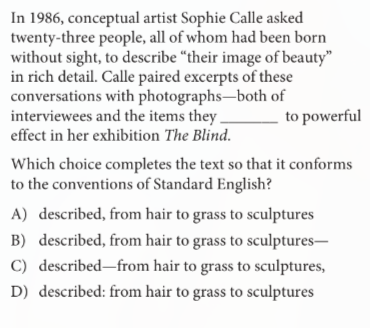 In 1986, conceptual artist Sophie Calle asked
twenty-three people, all of whom had been born
without sight, to describe “their image of beauty”
in rich detail. Calle paired excerpts of these
conversations with photographs—both of
interviewees and the items they _______ to powerful
effect in her exhibition The Blind.
Which choice completes the text so that it conforms
to the conventions of Standard English?
A) described, from hair to grass to sculptures
B) described, from hair to grass to sculptures—
C) described—from hair to grass to sculptures,
D) described: from hair to grass to sculptures